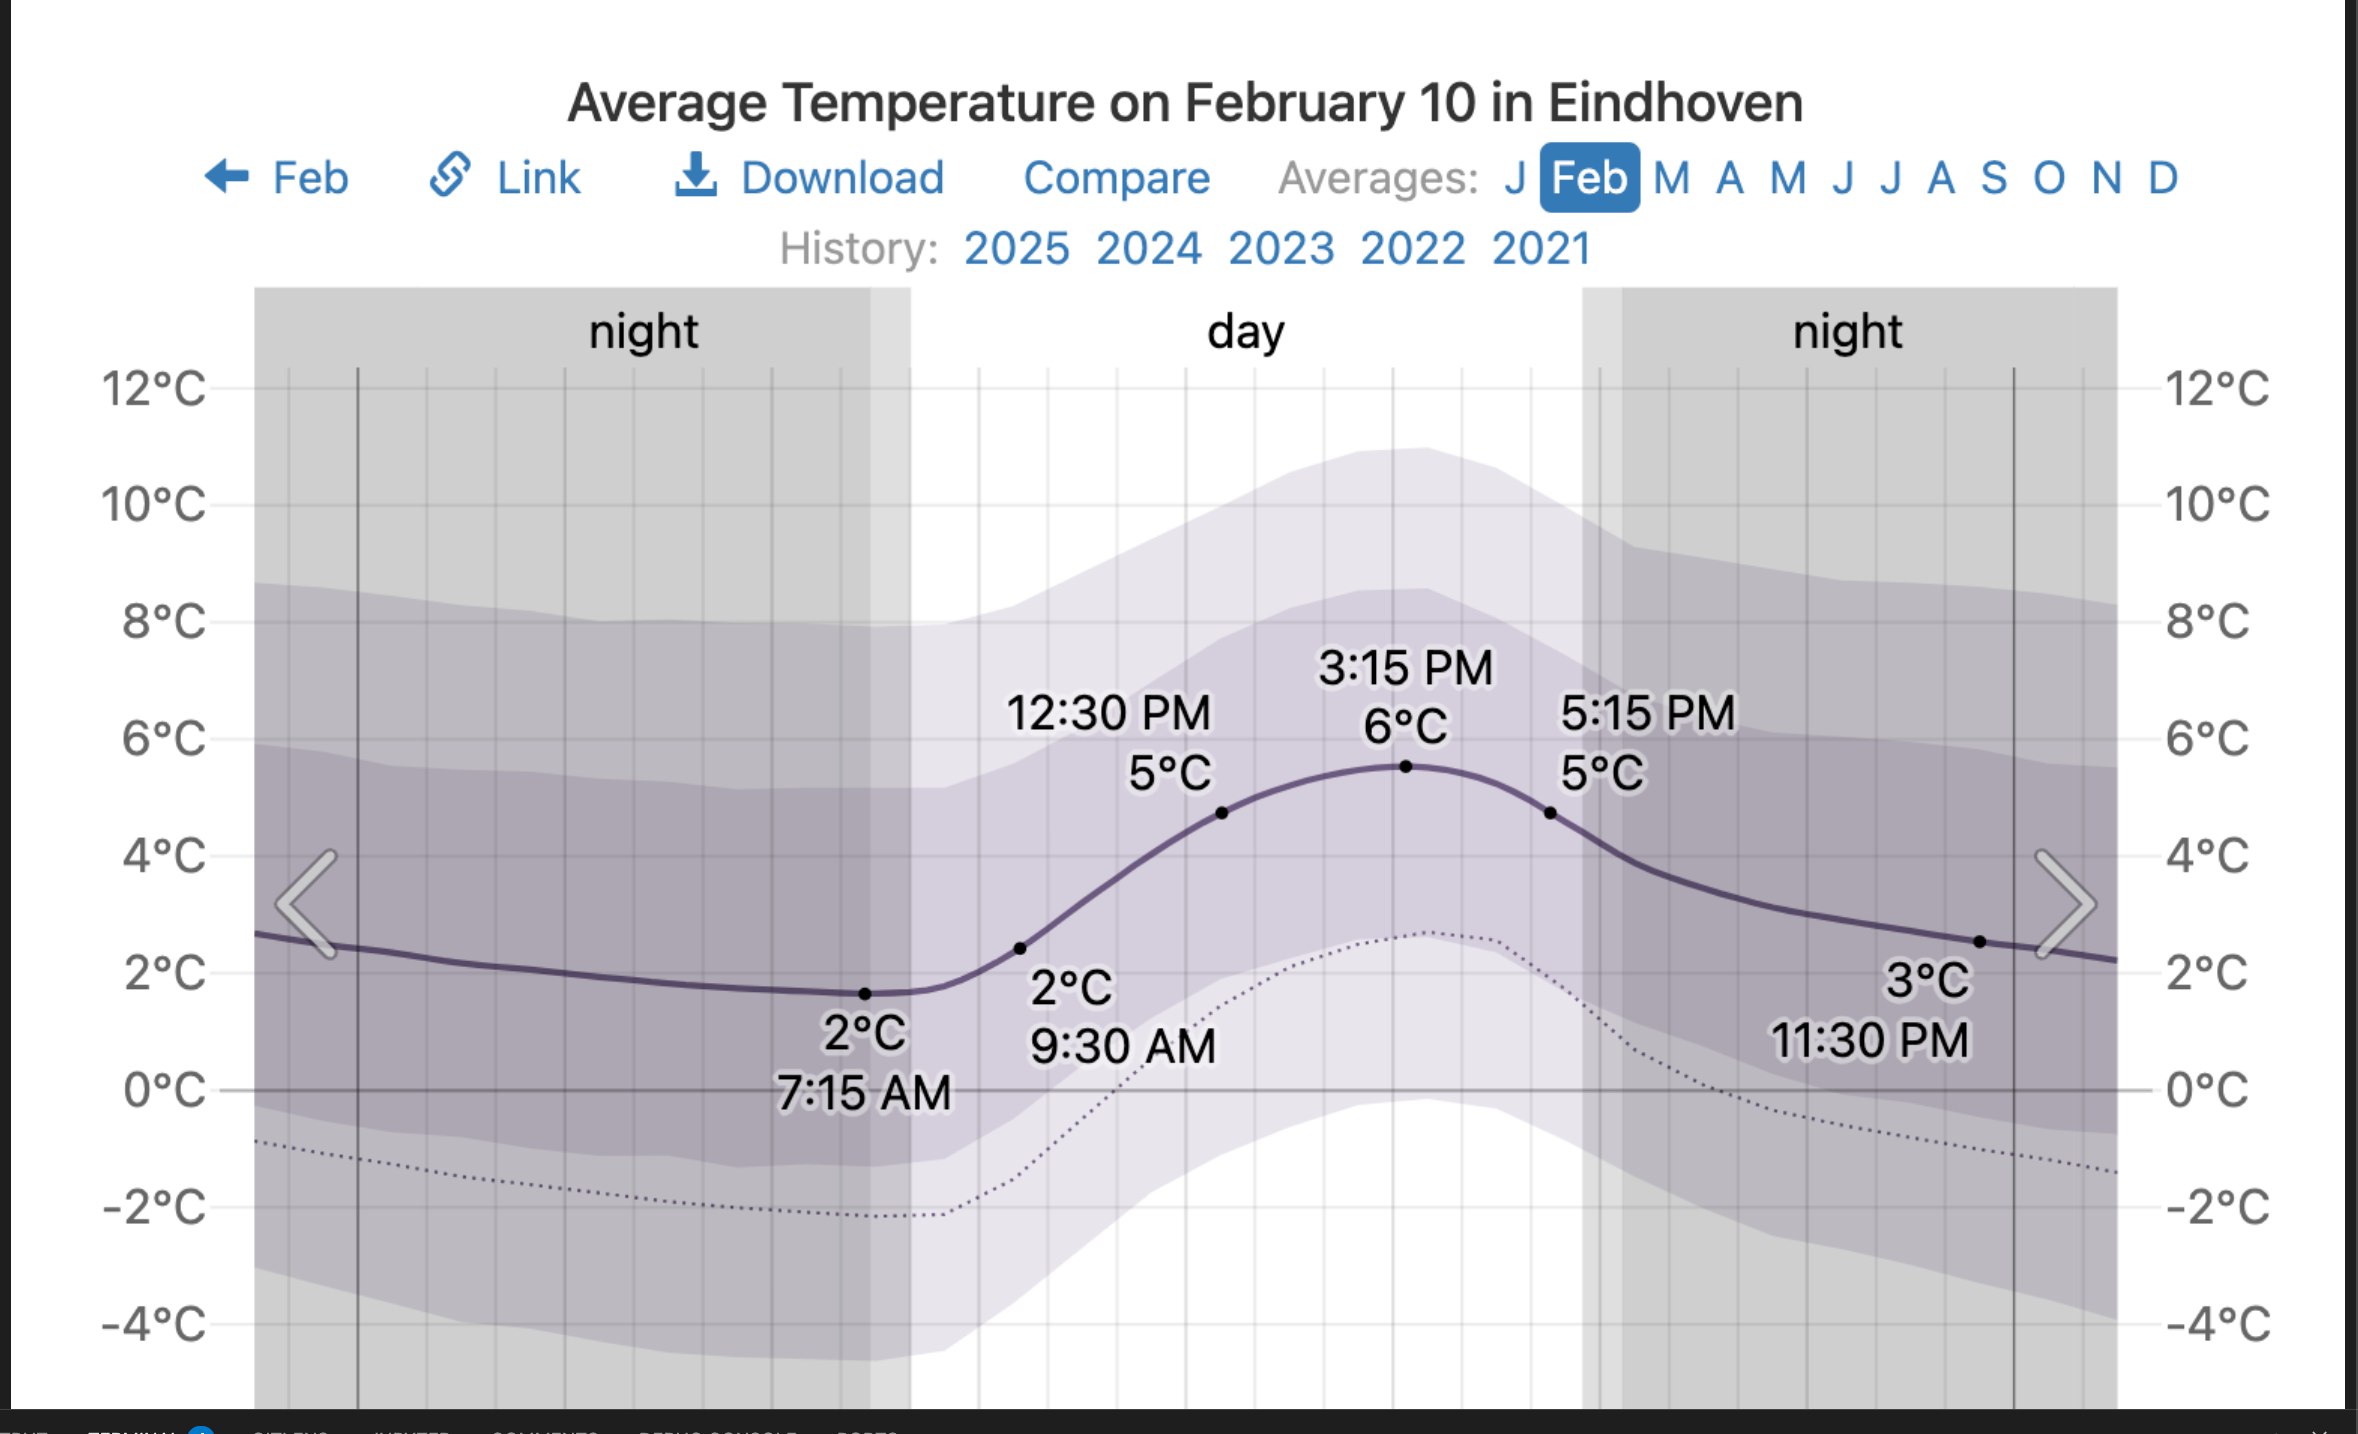 Average Temperature on February 10 in Eindhoven
Feb Link Download Compare Averages: J Feb M A M J J A S O N D
History: 2025 2024 2023 2022 2021
night day night
12°C 12°C
10°C 10°C
8°C 8°C
3:15 PM
12:30 PM 5:15 PM
6°C 6°C 6°C
5°C 5°C
4°C 4°C
2°C 2°C
3°C
2°C
2°C
11:30 PM
9:30 AM
0°C 0°C
7:15 AM
-2°C -2°C
-4°C -4°C